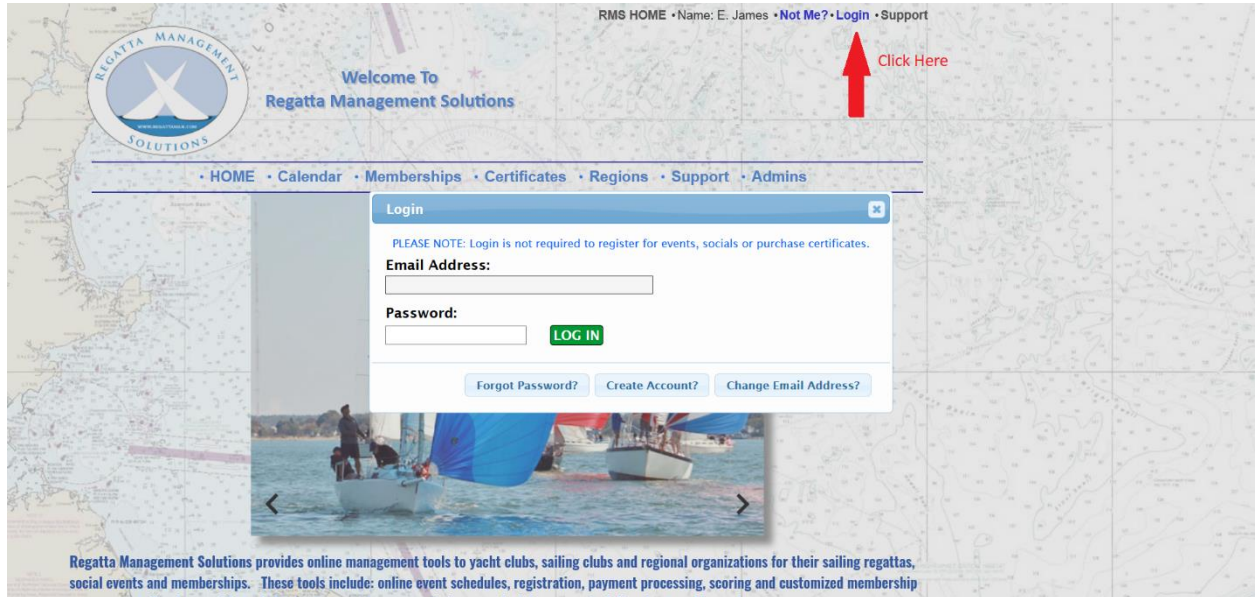 RMS HOME • Name: E. James • Not Me? • Login • Support
Click Here
REGATTA MANAGEMENT
SOLUTIONS
Welcome To
Regatta Management Solutions
• HOME • Calendar • Memberships • Certificates • Regions • Support • Admins
Login
PLEASE NOTE: Login is not required to register for events, socials or purchase certificates.
Email Address:
Password:
LOG IN
Forgot Password?
Create Account?
Change Email Address?
Regatta Management Solutions provides online management tools to yacht clubs, sailing clubs and regional organizations for their sailing regattas,
social events and memberships. These tools include: online event schedules, registration, payment processing, scoring and customized membership